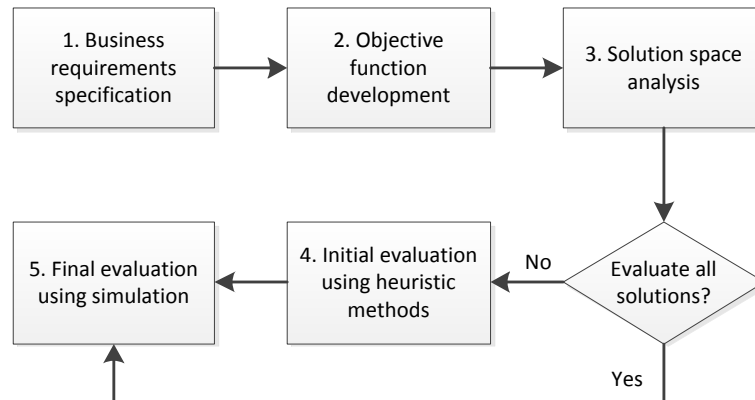 1. Business
requirements
specification
2. Objective
function
development
3. Solution space
analysis
Evaluate all
solutions?
No
4. Initial evaluation
using heuristic
methods
5. Final evaluation
using simulation
Yes